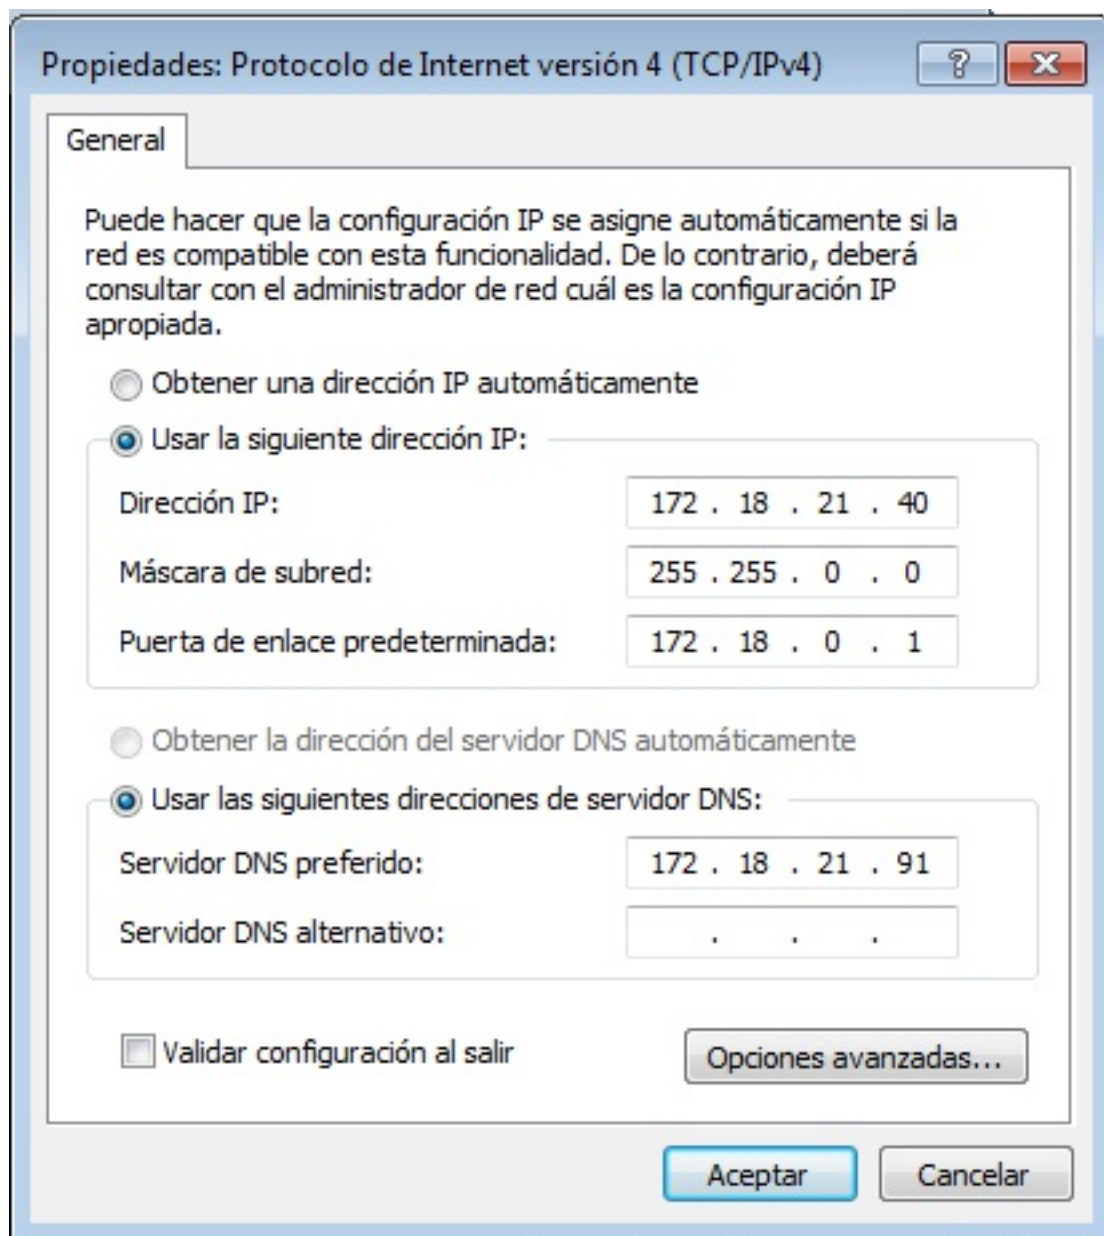 Propiedades: Protocolo de Internet versión 4 (TCP/IPv4)
?
General
Puede hacer que la configuración IP se asigne automáticamente si la
red es compatible con esta funcionalidad. De lo contrario, deberá
consultar con el administrador de red cuál es la configuración IP
apropiada.
Obtener una dirección IP automáticamente
Usar la siguiente dirección IP:
Dirección IP: 172 . 18 . 21 . 40
Máscara de subred: 255 . 255 . 0 . 0
Puerta de enlace predeterminada: 172 . 18 . 0 . 1
Obtener la dirección del servidor DNS automáticamente
Usar las siguientes direcciones de servidor DNS:
Servidor DNS preferido: 172 . 18 . 21 . 91
Servidor DNS alternativo: . . .
Validar configuración al salir
Opciones avanzadas...
Aceptar Cancelar